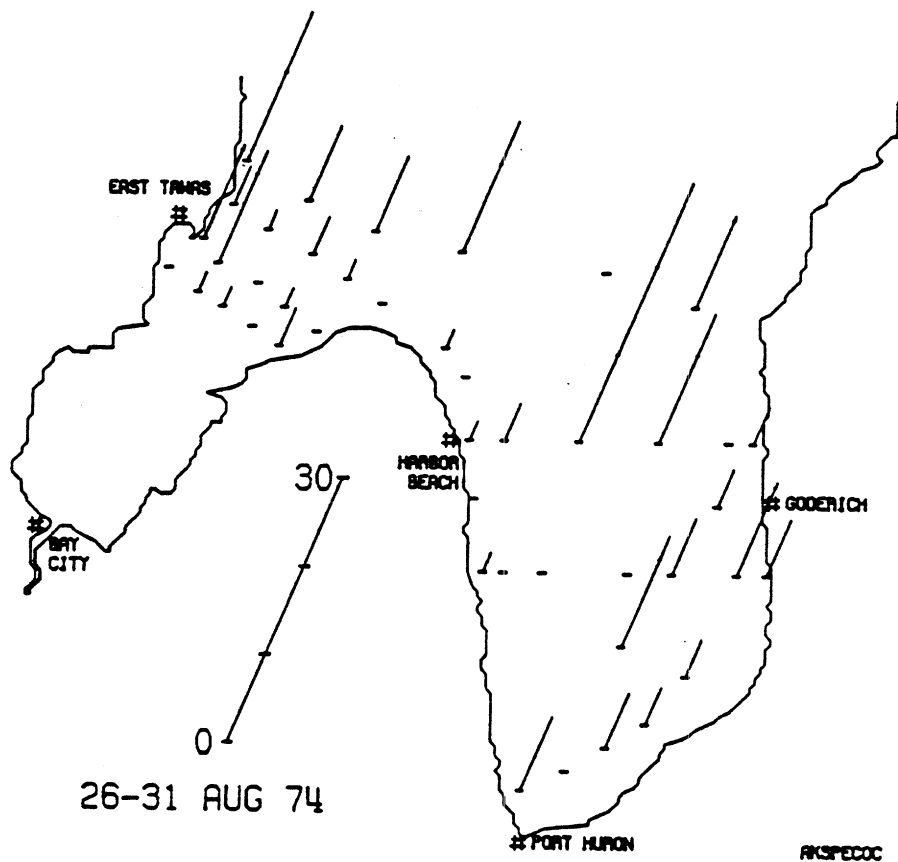 EAST TAWAS
#
#
HARBOR
BEACH
30
# GODERICH
#
BAY
CITY
0
26-31 AUG 74
# PORT HURON
AKSPECOC